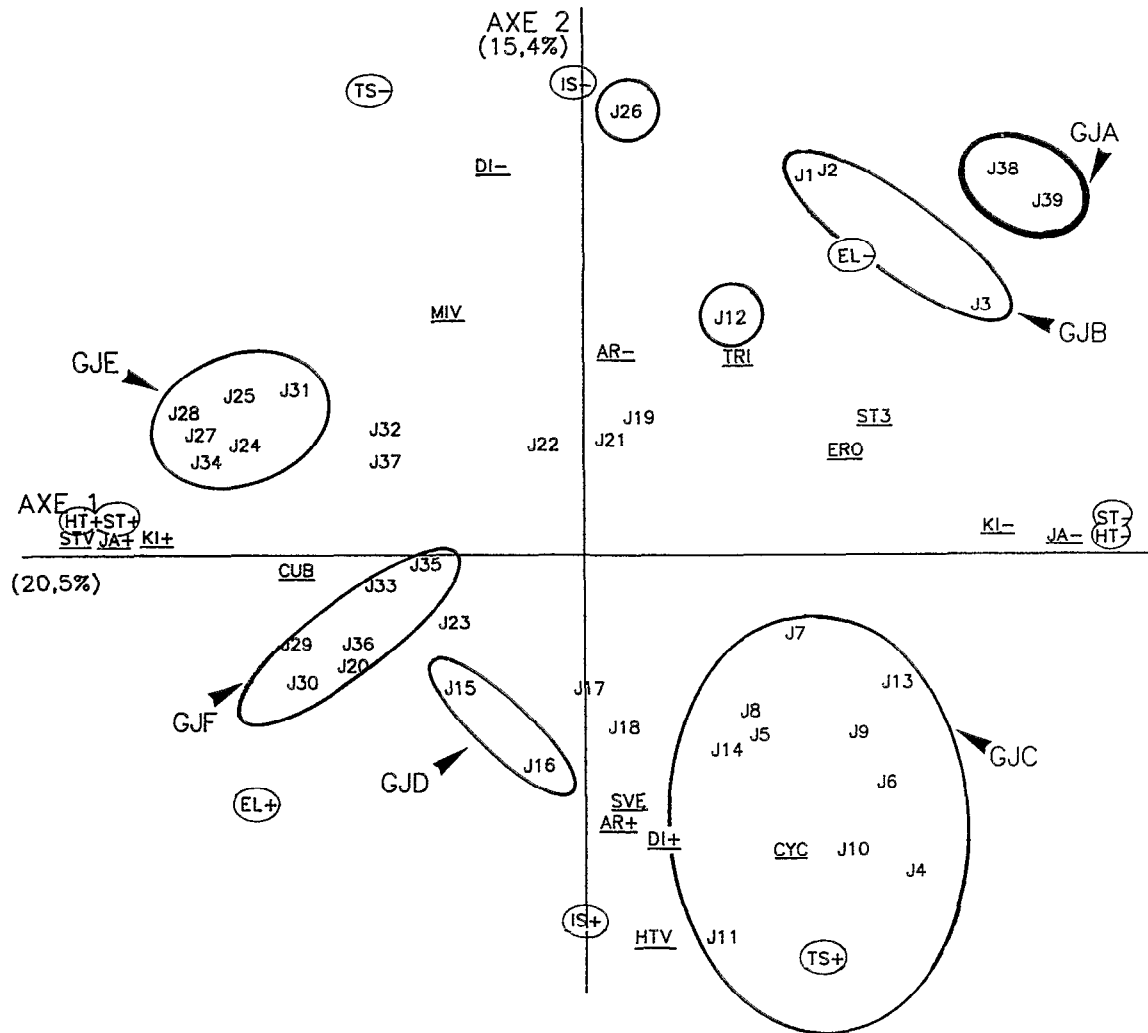 AXE 2
(15,4%)
TS−
IS−
J26
GJA
DI−
J1 J2
J38
J39
EL−
MIV
J12
J3
GJB
GJE
AR−
TRI
J25
J31
J28
J19
ST3
J27
J24
J32
J22
J21
ERO
J34
J37
AXE 1
HT+ ST+
KI−
ST−
STV JA+ KI+
JA−
HT−
(20,5%)
CUB
J35
J33
J23
J7
J29
J36
J20
J30
J15
J17
J13
GJF
J8
J18
J5
J9
J14
GJC
J16
GJD
J6
EL+
SVE
AR+
DI+
CYC
J10
J4
IS+
HTV
J11
TS+